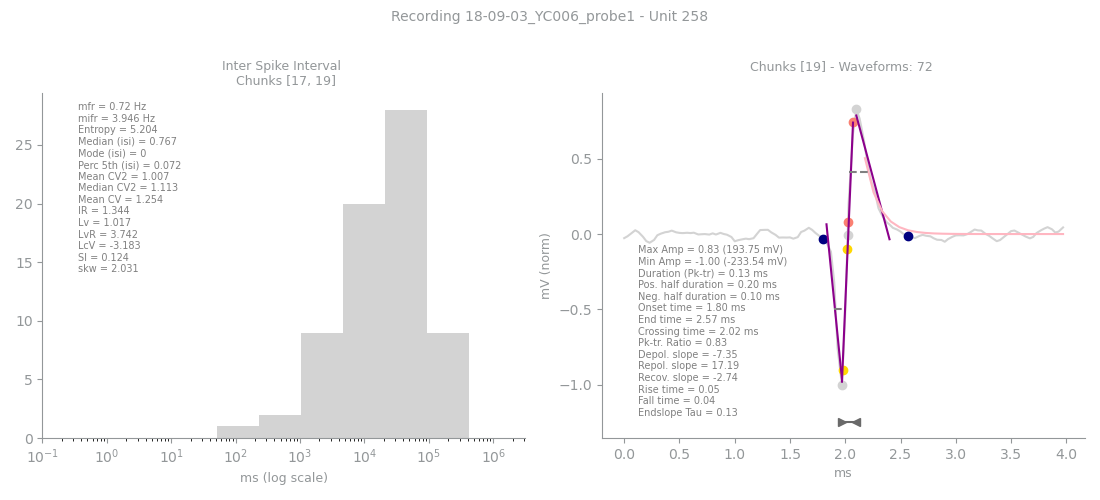 Recording 18-09-03_YC006_probe1 - Unit 258
Inter Spike Interval
Chunks [17, 19]
mfr = 0.72 Hz
mifr = 3.946 Hz
Entropy = 5.204
Median (isi) = 0.767
Mode (isi) = 0
Perc 5th (isi) = 0.072
Mean CV2 = 1.007
Median CV2 = 1.113
Mean CV = 1.254
IR = 1.344
Lv = 1.017
LvR = 3.742
LcV = -3.183
SI = 0.124
skw = 2.031
25
20
15
10
5
0
10⁻¹ 10⁰ 10¹ 10² 10³ 10⁴ 10⁵ 10⁶
ms (log scale)
Chunks [19] - Waveforms: 72
mV (norm)
0.5
0.0
−0.5
−1.0
Max Amp = 0.83 (193.75 mV)
Min Amp = -1.00 (-233.54 mV)
Duration (Pk-tr) = 0.13 ms
Pos. half duration = 0.20 ms
Neg. half duration = 0.10 ms
Onset time = 1.80 ms
End time = 2.57 ms
Crossing time = 2.02 ms
Pk-tr. Ratio = 0.83
Depol. slope = -7.35
Repol. slope = 17.19
Recov. slope = -2.74
Rise time = 0.05
Fall time = 0.04
Endslope Tau = 0.13
0.0 0.5 1.0 1.5 2.0 2.5 3.0 3.5 4.0
ms